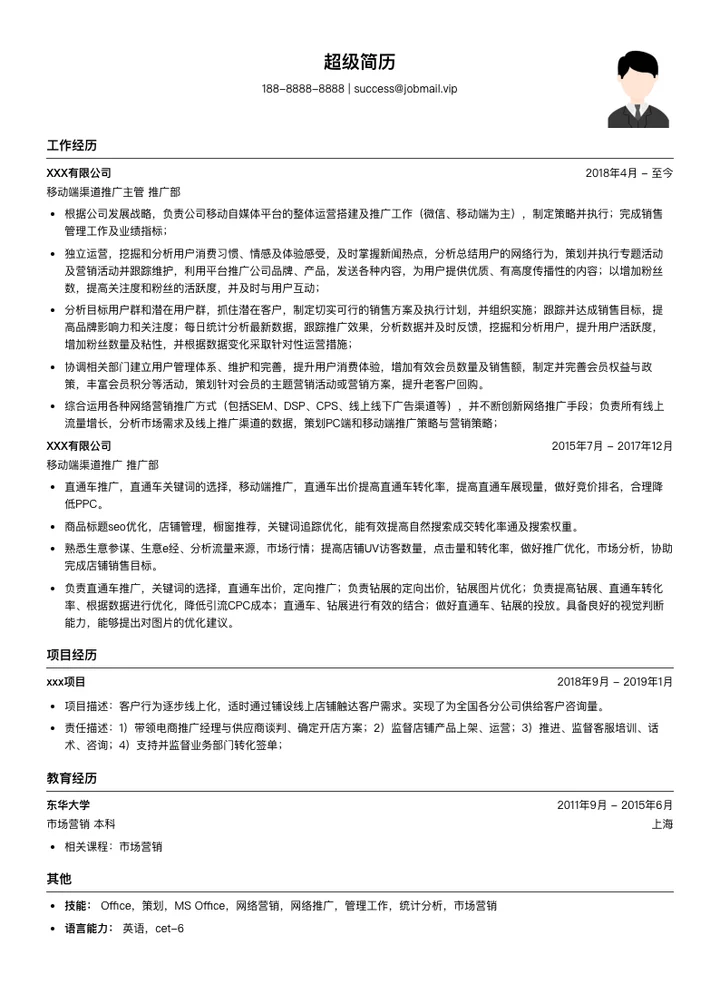 超级简历
188-8888-8888 | success@jobmail.vip
工作经历
XXX有限公司 2018年4月 – 至今
移动端渠道推广主管 推广部
• 根据公司发展战略，负责公司移动自媒体平台的整体运营搭建及推广工作（微信、移动端为主），制定策略并执行；完成销售
管理工作及业绩指标；
• 独立运营，挖掘和分析用户消费习惯、情感及体验感受，及时掌握新闻热点，分析总结用户的网络行为，策划并执行专题活动
及营销活动并跟踪维护，利用平台推广公司品牌、产品，发送各种内容，为用户提供优质、有高度传播性的内容；以增加粉丝
数，提高关注度和粉丝的活跃度，并及时与用户互动；
• 分析目标用户群和潜在用户群，抓住潜在客户，制定切实可行的销售方案及执行计划，并组织实施；跟踪并达成销售目标，提
高品牌影响力和关注度；每日统计分析最新数据，跟踪推广效果，分析数据并及时反馈，挖掘和分析用户，提升用户活跃度，
增加粉丝数量及粘性，并根据数据变化采取针对性运营措施；
• 协调相关部门建立用户管理体系、维护和完善，提升用户消费体验，增加有效会员数量及销售额，制定并完善会员权益与政
策，丰富会员积分等活动，策划针对会员的主题营销活动或营销方案，提升老客户回购。
• 综合运用各种网络营销推广方式（包括SEM、DSP、CPS、线上线下广告渠道等），并不断创新网络推广手段；负责所有线上
流量增长，分析市场需求及线上推广渠道的数据，策划PC端和移动端推广策略与营销策略；
XXX有限公司 2015年7月 – 2017年12月
移动端渠道推广 推广部
• 直通车推广，直通车关键词的选择，移动端推广，直通车出价提高直通车转化率，提高直通车展现量，做好竞价排名，合理降
低PPC。
• 商品标题seo优化，店铺管理，橱窗推荐，关键词追踪优化，能有效提高自然搜索成交转化率通及搜索权重。
• 熟悉生意参谋、生意e经、分析流量来源，市场行情；提高店铺UV访客数量，点击量和转化率，做好推广优化，市场分析，协助
完成店铺销售目标。
• 负责直通车推广，关键词的选择，直通车出价，定向推广；负责钻展的定向出价，钻展图片优化；负责提高钻展、直通车转化
率、根据数据进行优化，降低引流CPC成本；直通车、钻展进行有效的结合；做好直通车、钻展的投放。具备良好的视觉判断
能力，能够提出对图片的优化建议。
项目经历
xxx项目 2018年9月 – 2019年1月
• 项目描述：客户行为逐步线上化，适时通过铺设线上店铺触达客户需求。实现了为全国各分公司供给客户咨询量。
• 责任描述：1）带领电商推广经理与供应商谈判、确定开店方案；2）监督店铺产品上架、运营；3）推进、监督客服培训、话
术、咨询；4）支持并监督业务部门转化签单；
教育经历
东华大学 2011年9月 – 2015年6月
市场营销 本科 上海
• 相关课程：市场营销
其他
• 技能： Office，策划，MS Office，网络营销，网络推广，管理工作，统计分析，市场营销
• 语言能力： 英语，cet-6